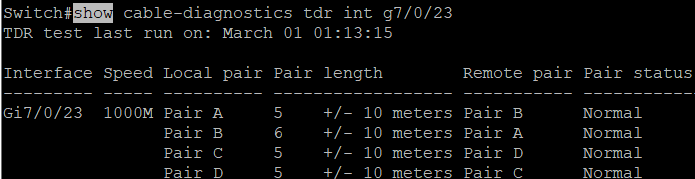 Switch#show cable-diagnostics tdr int g7/0/23
TDR test last run on: March 01 01:13:15
Interface Speed Local pair Pair length Remote pair Pair status
--------- ----- ---------- ------------------ ----------- -----------
Gi7/0/23 1000M Pair A 5 +/- 10 meters Pair B Normal
Pair B 6 +/- 10 meters Pair A Normal
Pair C 5 +/- 10 meters Pair D Normal
Pair D 5 +/- 10 meters Pair C Normal